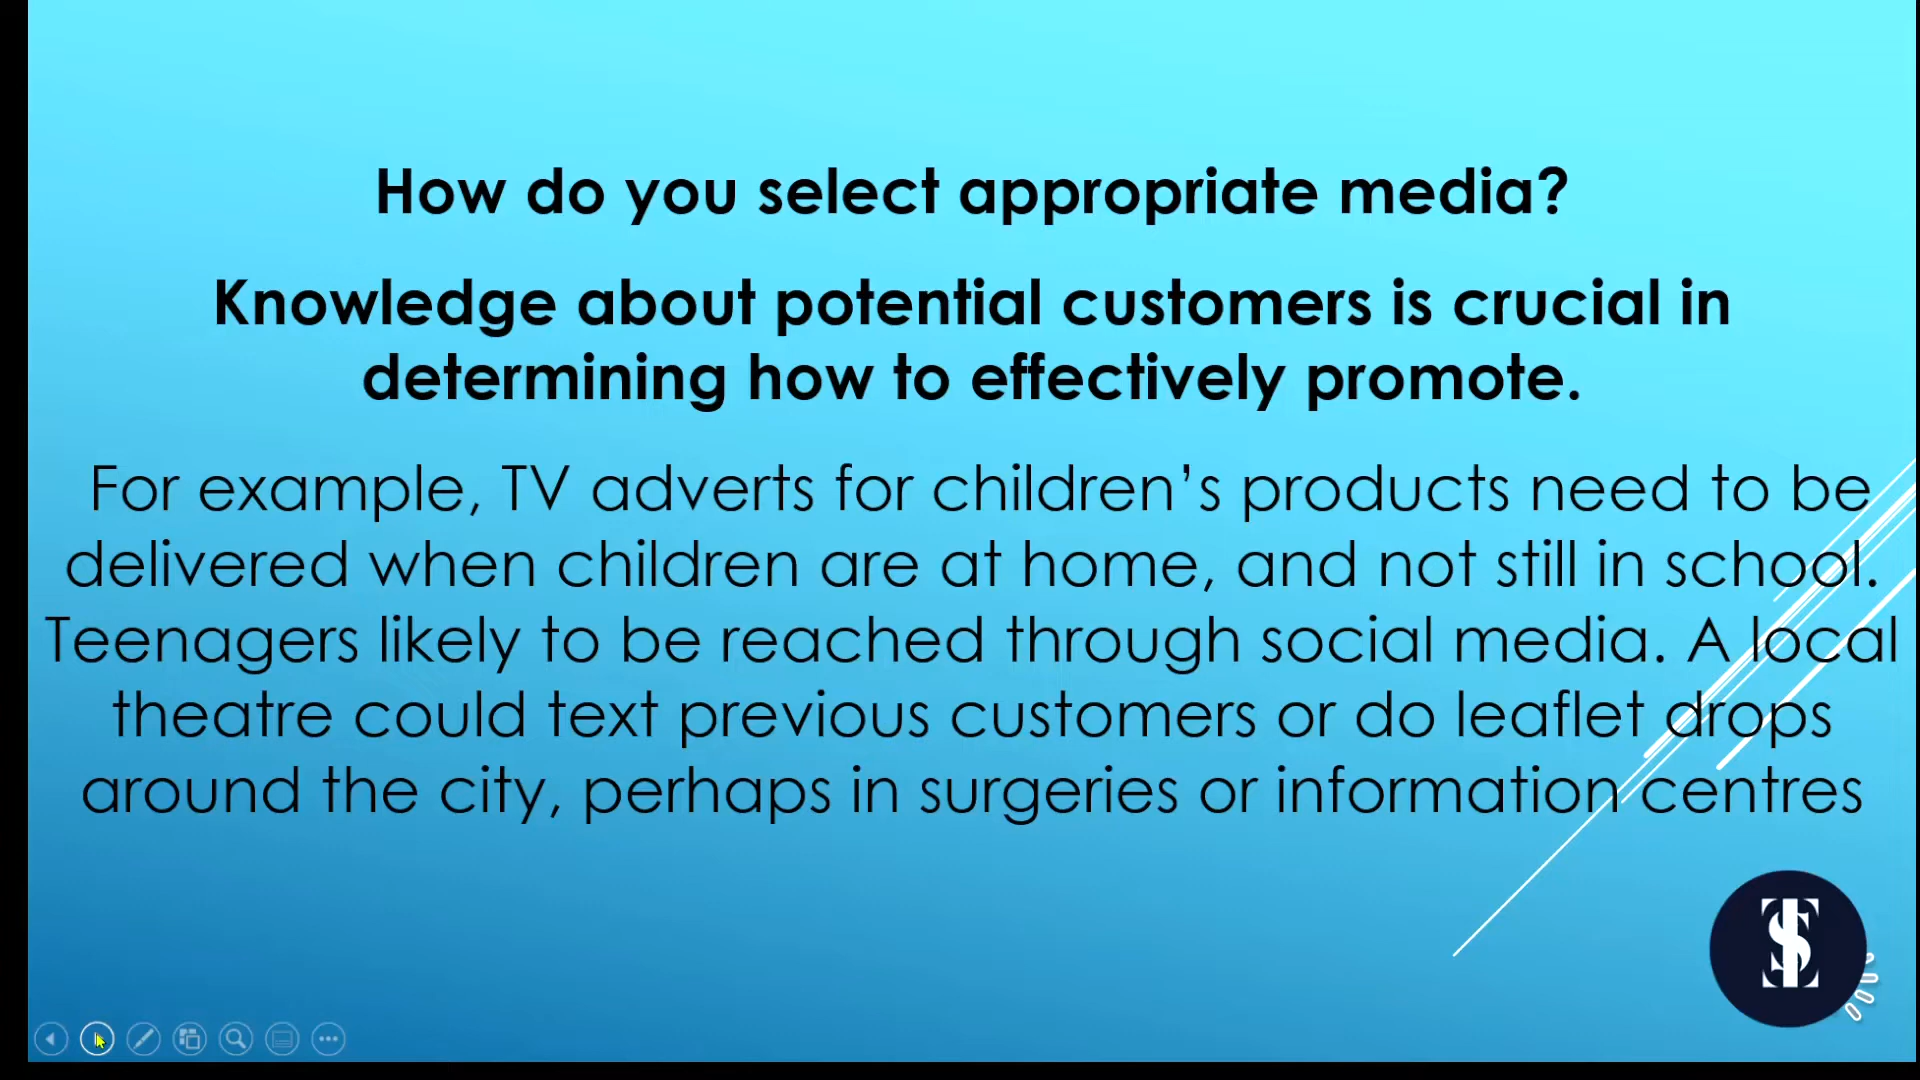 How do you select appropriate media?
Knowledge about potential customers is crucial in
determining how to effectively promote.
For example, TV adverts for children’s products need to be
delivered when children are at home, and not still in school.
Teenagers likely to be reached through social media. A local
theatre could text previous customers or do leaflet drops
around the city, perhaps in surgeries or information centres